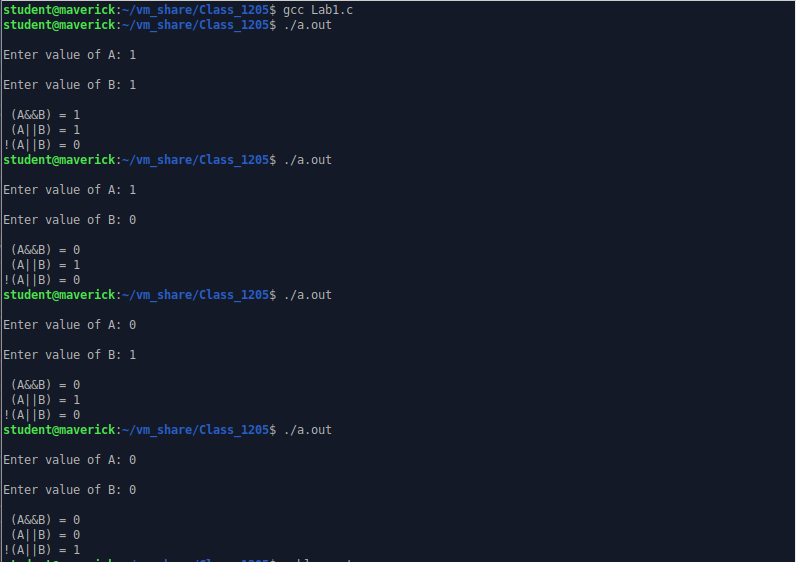 student@maverick:~/vm_share/Class_1205$ gcc Lab1.c
student@maverick:~/vm_share/Class_1205$ ./a.out
Enter value of A: 1
Enter value of B: 1
(A&&B) = 1
(A||B) = 1
!(A||B) = 0
student@maverick:~/vm_share/Class_1205$ ./a.out
Enter value of A: 1
Enter value of B: 0
(A&&B) = 0
(A||B) = 1
!(A||B) = 0
student@maverick:~/vm_share/Class_1205$ ./a.out
Enter value of A: 0
Enter value of B: 1
(A&&B) = 0
(A||B) = 1
!(A||B) = 0
student@maverick:~/vm_share/Class_1205$ ./a.out
Enter value of A: 0
Enter value of B: 0
(A&&B) = 0
(A||B) = 0
!(A||B) = 1